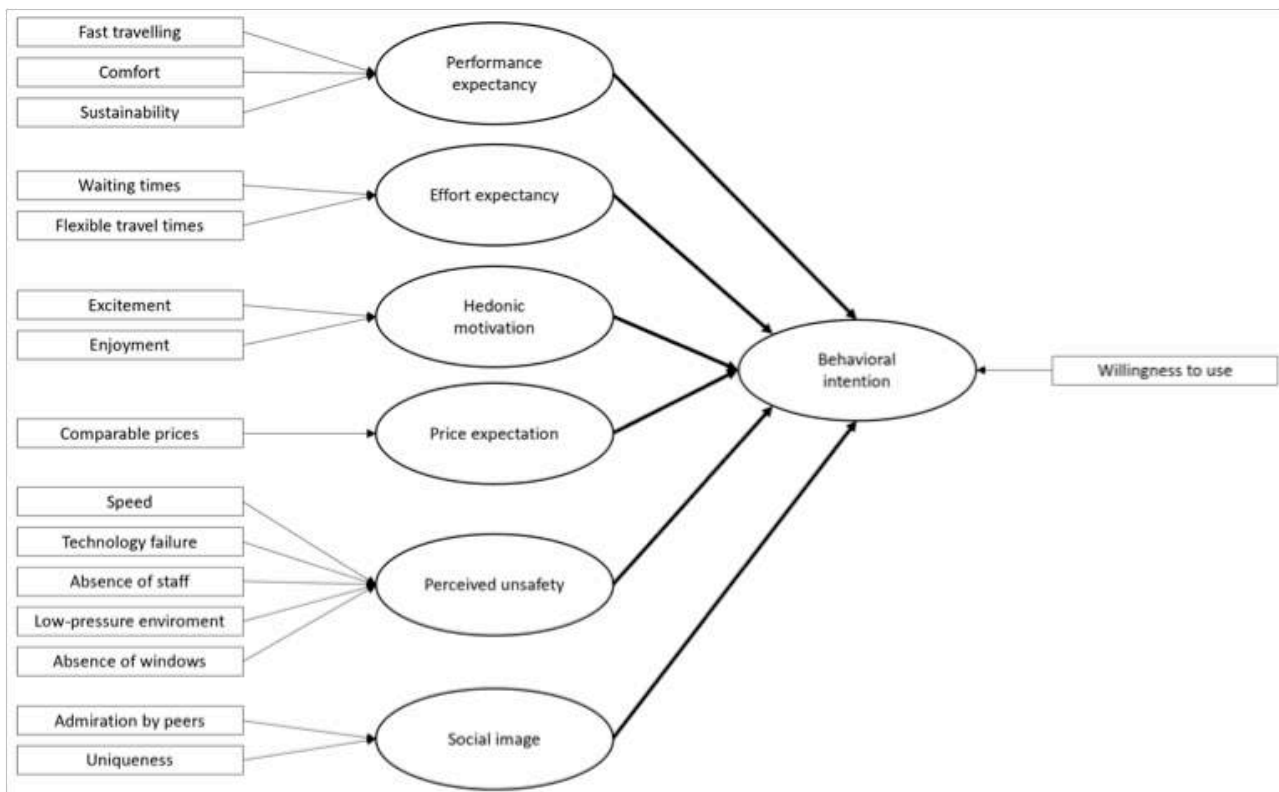 Fast travelling
Comfort
Sustainability
Performance
expectancy
Waiting times
Flexible travel times
Effort expectancy
Excitement
Enjoyment
Hedonic
motivation
Comparable prices
Price expectation
Speed
Technology failure
Absence of staff
Low-pressure enviroment
Absence of windows
Perceived unsafety
Admiration by peers
Uniqueness
Social image
Behavioral
intention
Willingness to use